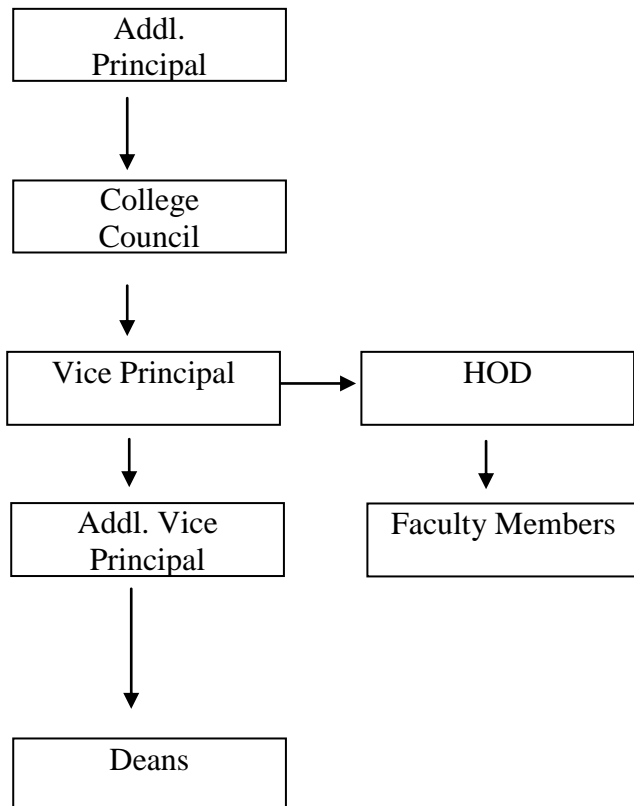 Addl.
Principal
College
Council
Vice Principal
HOD
Addl. Vice
Principal
Faculty Members
Deans